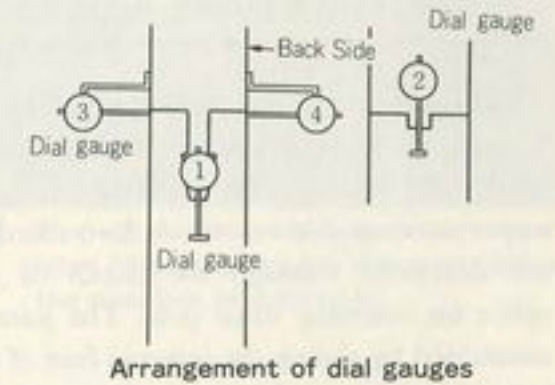 Dial gauge
Back Side
2
3
4
Dial gauge
1
Dial gauge
Arrangement of dial gauges